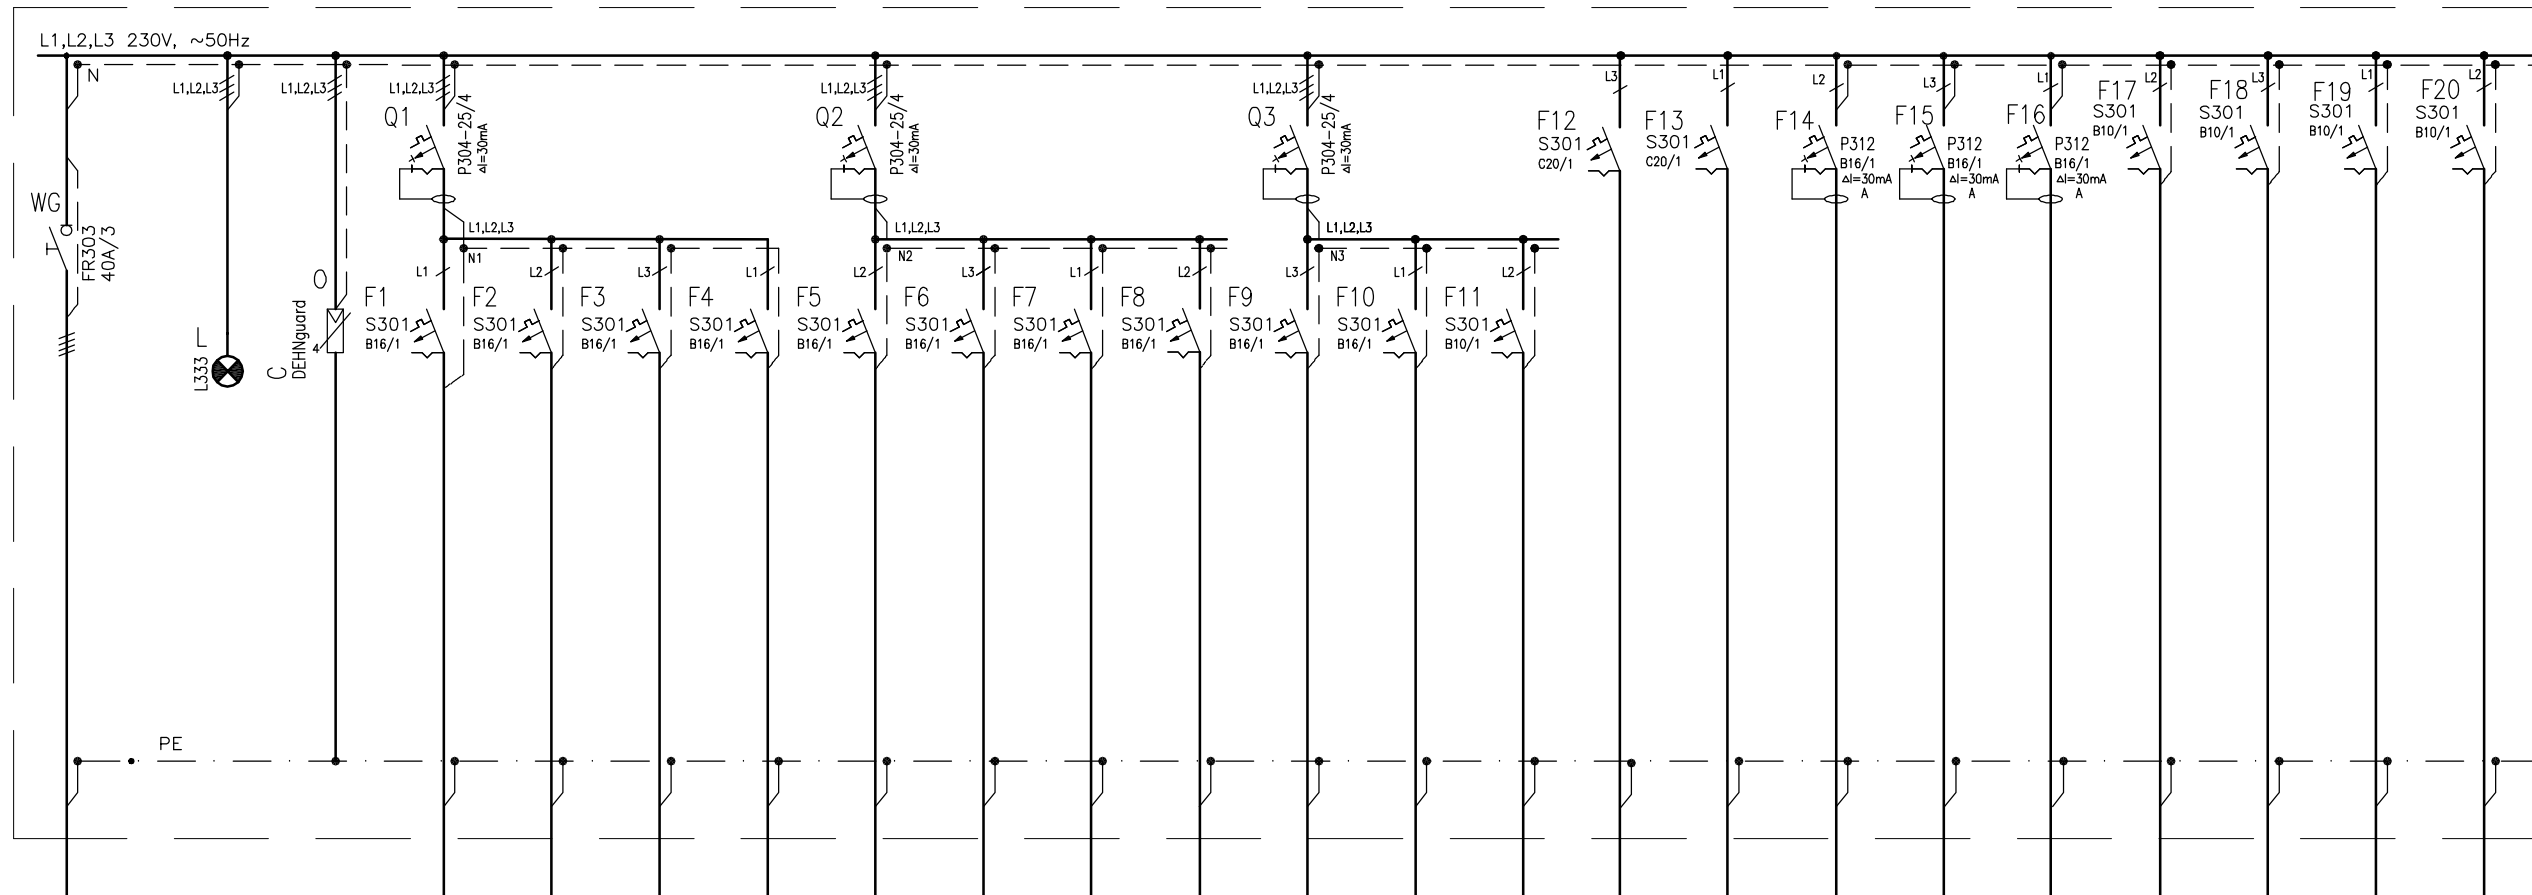 L1,L2,L3 230V, ~50Hz
N
L1,L2,L3
L1,L2,L3
L1,L2,L3
L1,L2,L3
L1,L2,L3
L3
L1
L2
L3
L1
L2
L3
L1
L2
WG
FR303
40A/3
L
L333
O
C
DEHNguard
4
Q1
P304-25/4
ΔI=30mA
Q2
P304-25/4
ΔI=30mA
Q3
P304-25/4
ΔI=30mA
F12
S301
C20/1
F13
S301
C20/1
F14
P312
B16/1
ΔI=30mA
A
F15
P312
B16/1
ΔI=30mA
A
F16
P312
B16/1
ΔI=30mA
A
F17
S301
B10/1
F18
S301
B10/1
F19
S301
B10/1
F20
S301
B10/1
L1,L2,L3
N1
L1,L2,L3
N2
L1,L2,L3
N3
L1
L2
L3
L1
L2
L3
L1
L2
L3
L1
L2
F1
S301
B16/1
F2
S301
B16/1
F3
S301
B16/1
F4
S301
B16/1
F5
S301
B16/1
F6
S301
B16/1
F7
S301
B16/1
F8
S301
B16/1
F9
S301
B16/1
F10
S301
B16/1
F11
S301
B10/1
PE